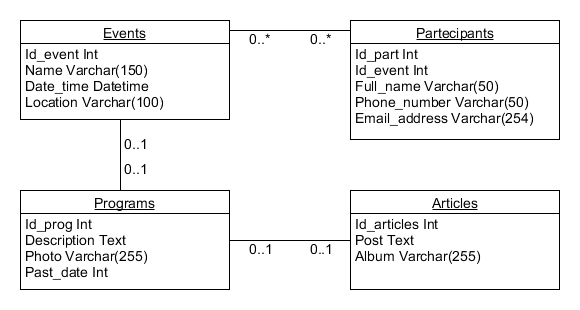 Events
Id_event Int
Name Varchar(150)
Date_time Datetime
Location Varchar(100)
0..* 0..*
Partecipants
Id_part Int
Id_event Int
Full_name Varchar(50)
Phone_number Varchar(50)
Email_address Varchar(254)
0..1
0..1
Programs
Id_prog Int
Description Text
Photo Varchar(255)
Past_date Int
0..1 0..1
Articles
Id_articles Int
Post Text
Album Varchar(255)